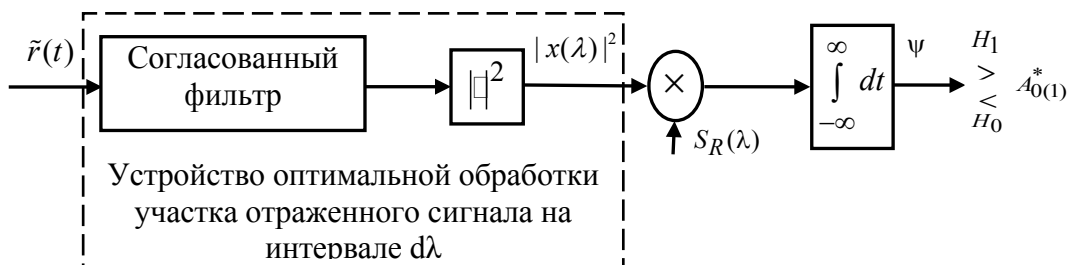 r̃(t)
Согласованный
фильтр
|□|²
|x(λ)|²
×
S_R(λ)
∞
∫ dt
−∞
ψ
H₁
>
<
H₀
A*₀₍₁₎
Устройство оптимальной обработки
участка отраженного сигнала на
интервале dλ